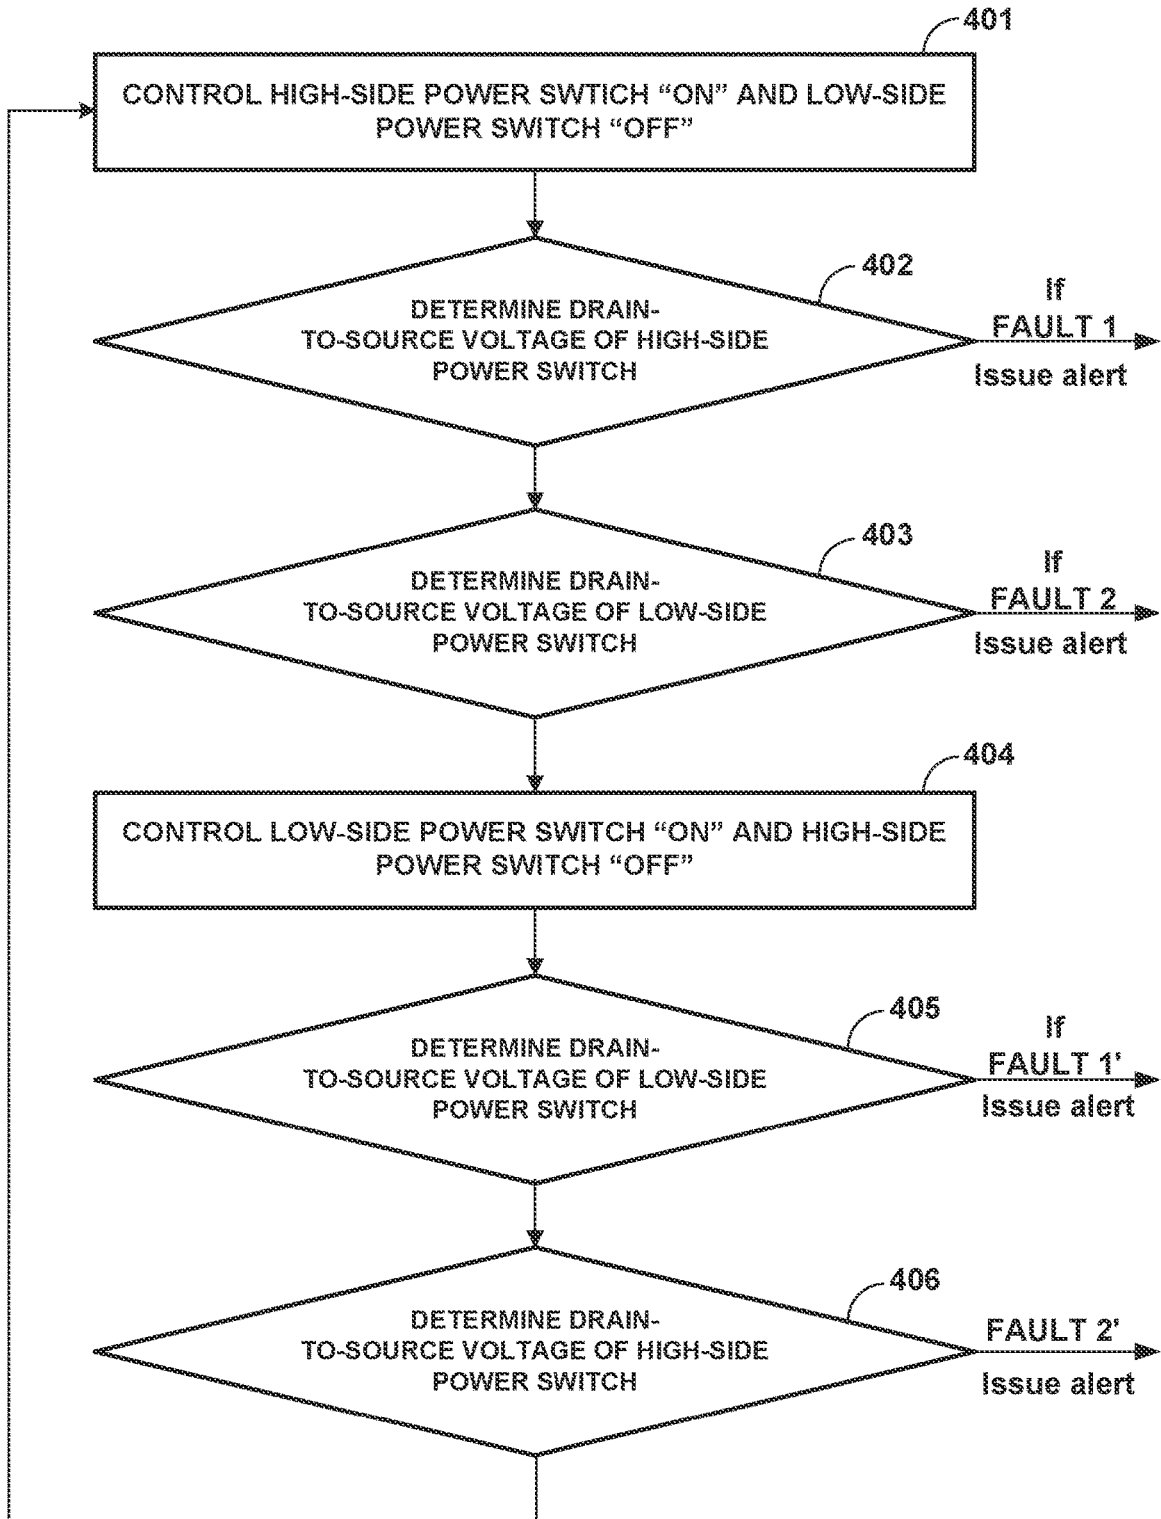 401
CONTROL HIGH-SIDE POWER SWTICH “ON” AND LOW-SIDE
POWER SWITCH “OFF”
402
DETERMINE DRAIN-
TO-SOURCE VOLTAGE OF HIGH-SIDE
POWER SWITCH
If
FAULT 1
Issue alert
403
DETERMINE DRAIN-
TO-SOURCE VOLTAGE OF LOW-SIDE
POWER SWITCH
If
FAULT 2
Issue alert
404
CONTROL LOW-SIDE POWER SWITCH “ON” AND HIGH-SIDE
POWER SWITCH “OFF”
405
DETERMINE DRAIN-
TO-SOURCE VOLTAGE OF LOW-SIDE
POWER SWITCH
If
FAULT 1'
Issue alert
406
DETERMINE DRAIN-
TO-SOURCE VOLTAGE OF HIGH-SIDE
POWER SWITCH
FAULT 2'
Issue alert